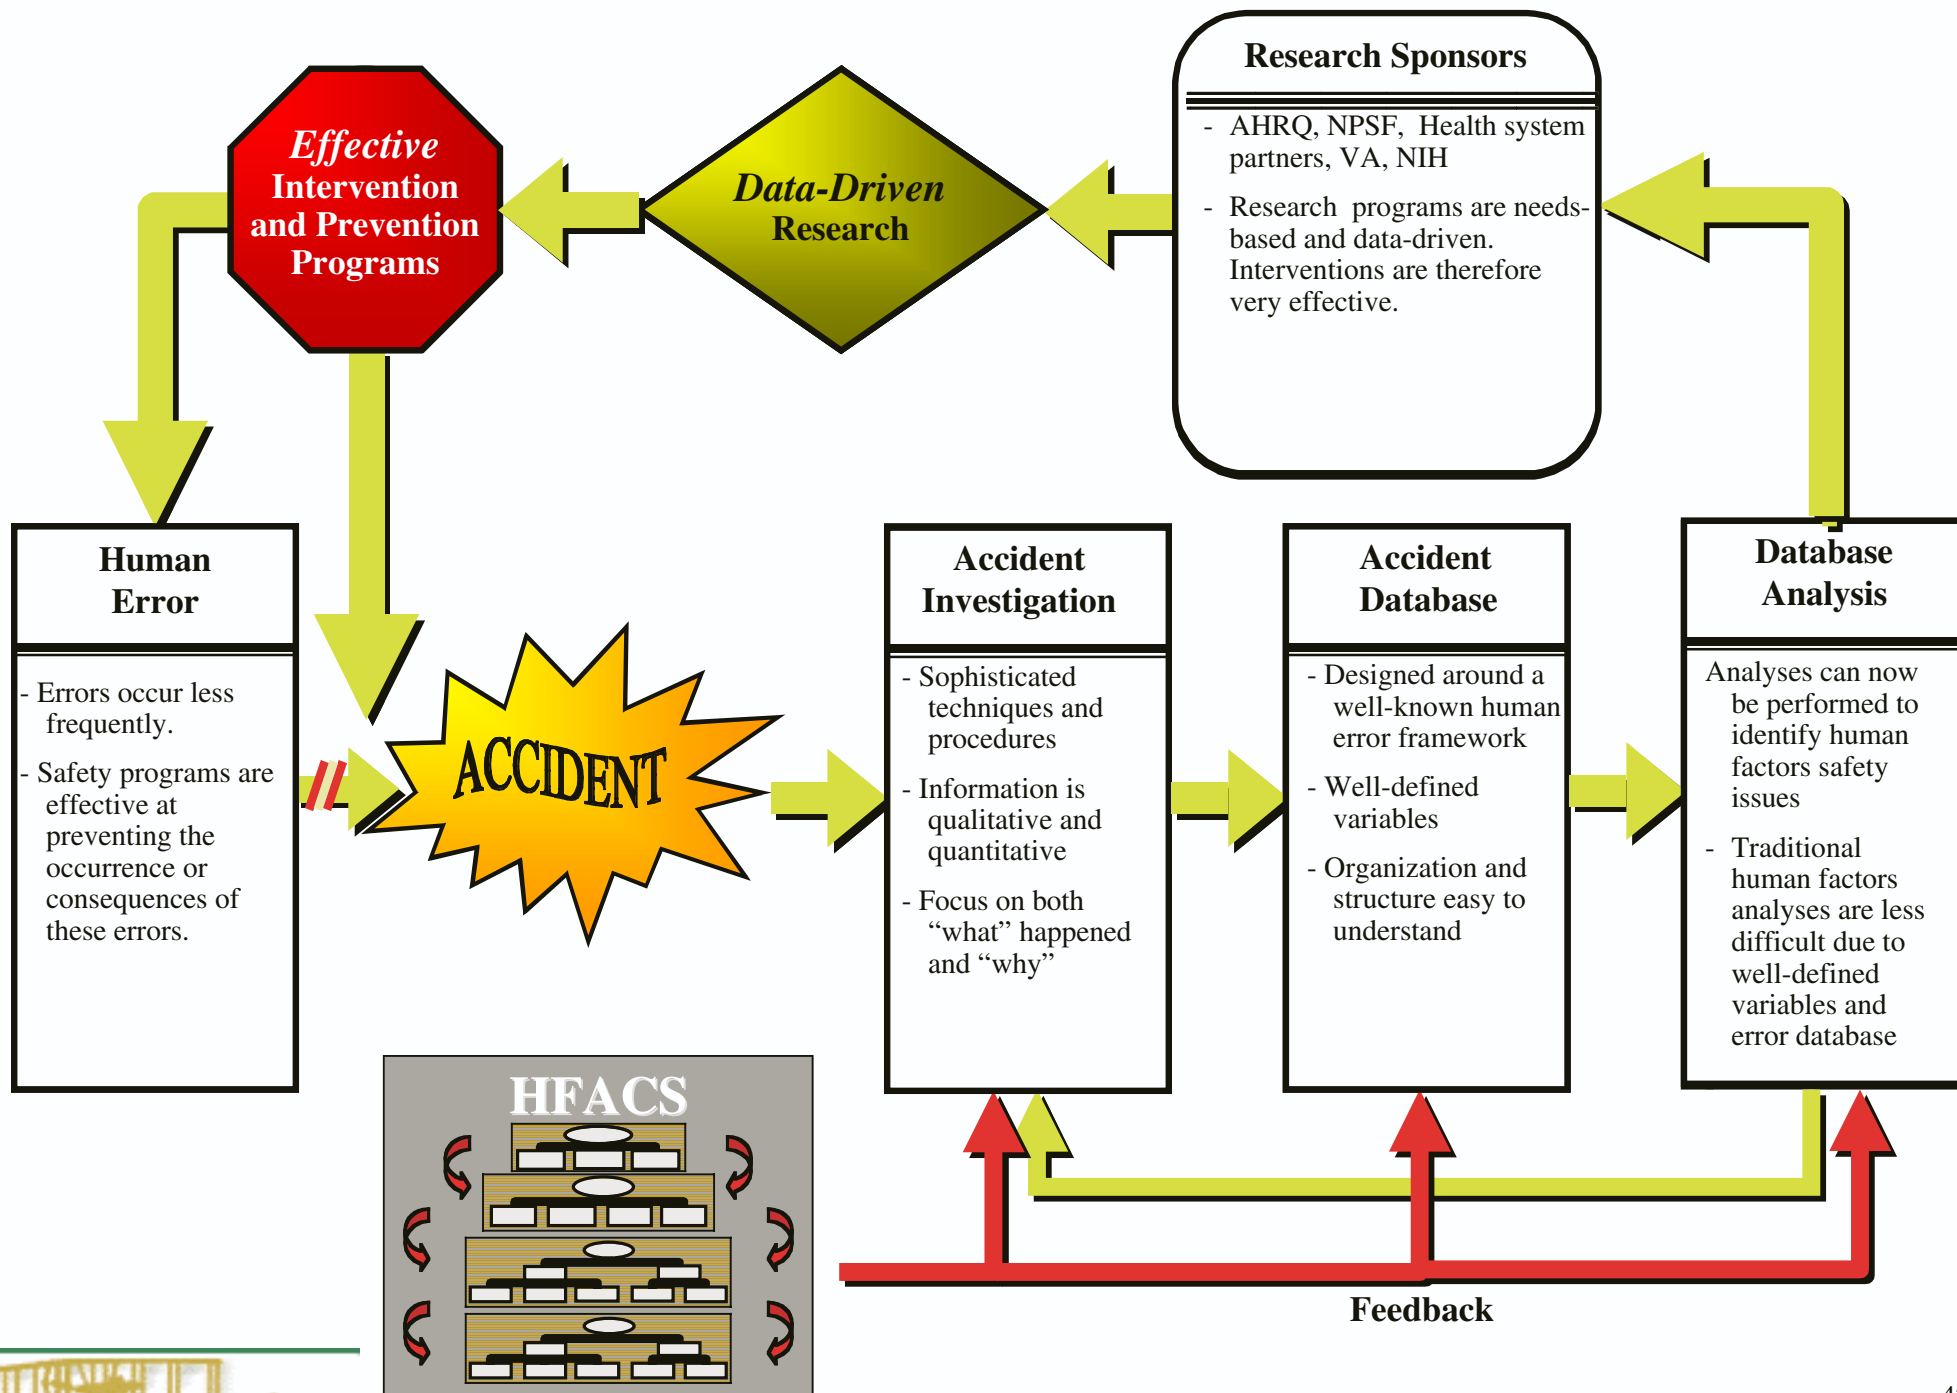 Research Sponsors
- AHRQ, NPSF, Health system
partners, VA, NIH
- Research programs are needs-
based and data-driven.
Interventions are therefore
very effective.
Data-Driven
Research
Effective
Intervention
and Prevention
Programs
Human
Error
- Errors occur less
frequently.
- Safety programs are
effective at
preventing the
occurrence or
consequences of
these errors.
ACCIDENT
Accident
Investigation
- Sophisticated
techniques and
procedures
- Information is
qualitative and
quantitative
- Focus on both
“what” happened
and “why”
Accident
Database
- Designed around a
well-known human
error framework
- Well-defined
variables
- Organization and
structure easy to
understand
Database
Analysis
Analyses can now
be performed to
identify human
factors safety
issues
- Traditional
human factors
analyses are less
difficult due to
well-defined
variables and
error database
HFACS
Feedback